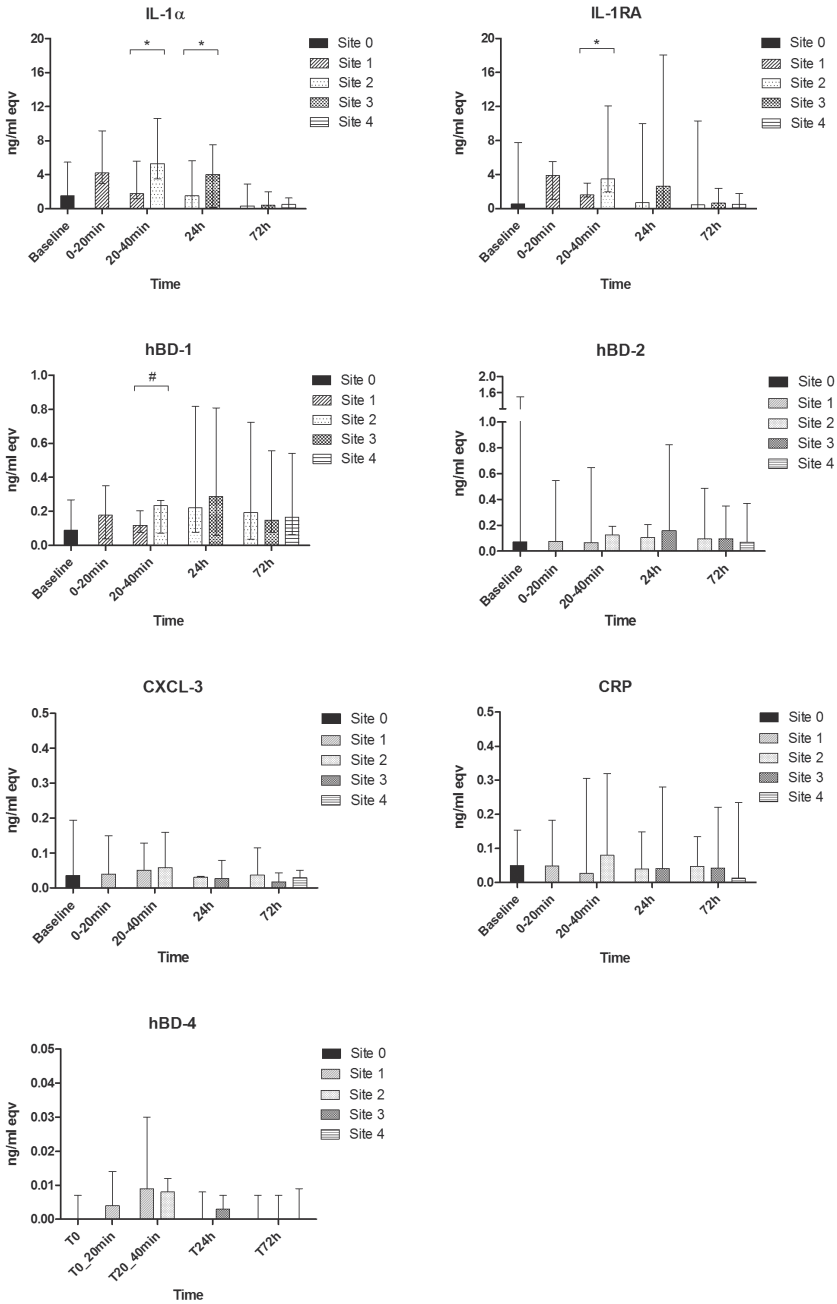 IL-1α
ng/ml eqv
20
16
12
8
4
0
*
*
Site 0
Site 1
Site 2
Site 3
Site 4
Baseline
0-20min
20-40min
24h
72h
Time
IL-1RA
ng/ml eqv
20
16
12
8
4
0
*
Site 0
Site 1
Site 2
Site 3
Site 4
Baseline
0-20min
20-40min
24h
72h
Time
hBD-1
ng/ml eqv
1.0
0.8
0.6
0.4
0.2
0.0
#
Site 0
Site 1
Site 2
Site 3
Site 4
Baseline
0-20min
20-40min
24h
72h
Time
hBD-2
ng/ml eqv
2.0
1.6
1.0
0.8
0.6
0.4
0.2
0.0
Site 0
Site 1
Site 2
Site 3
Site 4
Baseline
0-20min
20-40min
24h
72h
Time
CXCL-3
ng/ml eqv
0.5
0.4
0.3
0.2
0.1
0.0
Site 0
Site 1
Site 2
Site 3
Site 4
Baseline
0-20min
20-40min
24h
72h
Time
CRP
ng/ml eqv
0.5
0.4
0.3
0.2
0.1
0.0
Site 0
Site 1
Site 2
Site 3
Site 4
Baseline
0-20min
20-40min
24h
72h
Time
hBD-4
ng/ml eqv
0.05
0.04
0.03
0.02
0.01
0.00
Site 0
Site 1
Site 2
Site 3
Site 4
T0
T0_20min
T20_40min
T24h
T72h
Time